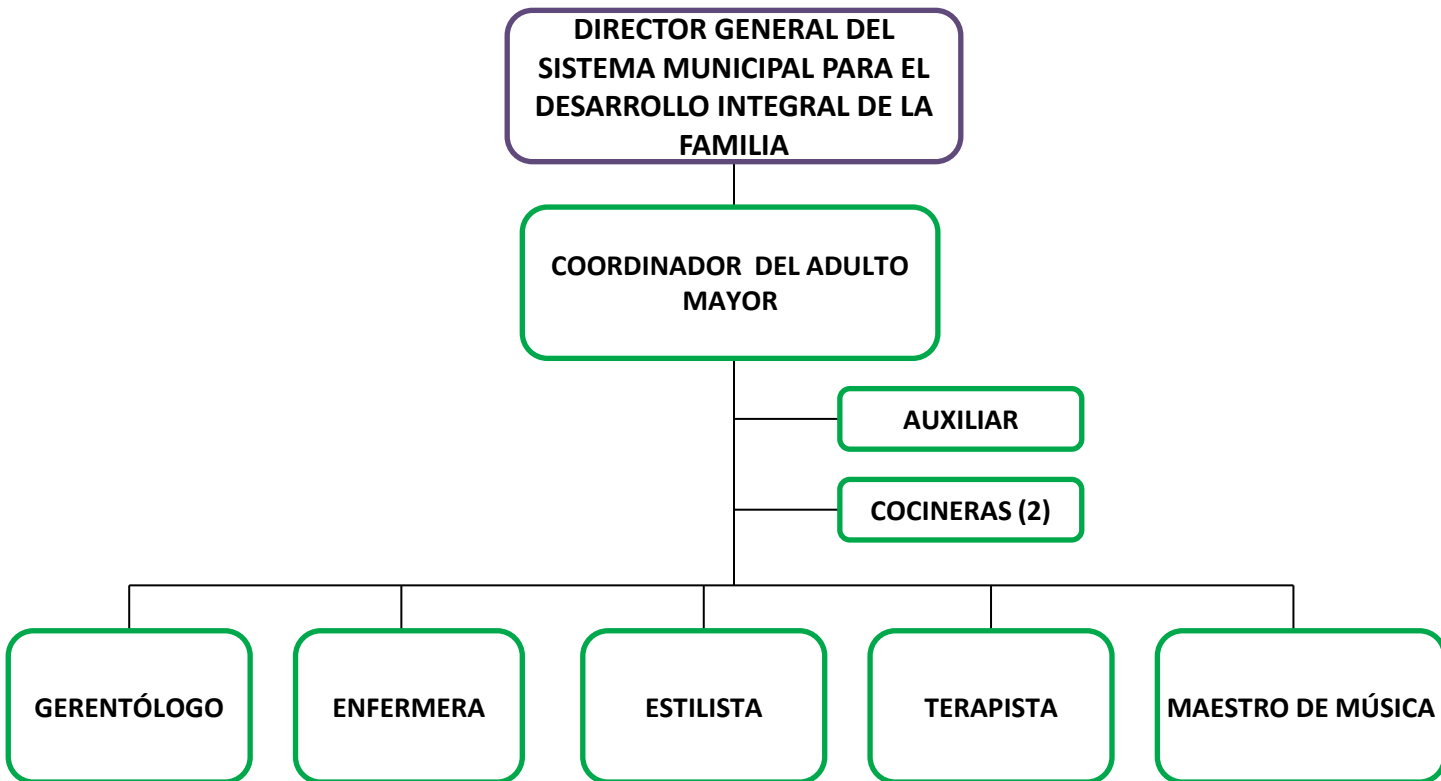 DIRECTOR GENERAL DEL
SISTEMA MUNICIPAL PARA EL
DESARROLLO INTEGRAL DE LA
FAMILIA
COORDINADOR DEL ADULTO
MAYOR
AUXILIAR
COCINERAS (2)
GERENTÓLOGO
ENFERMERA
ESTILISTA
TERAPISTA
MAESTRO DE MÚSICA